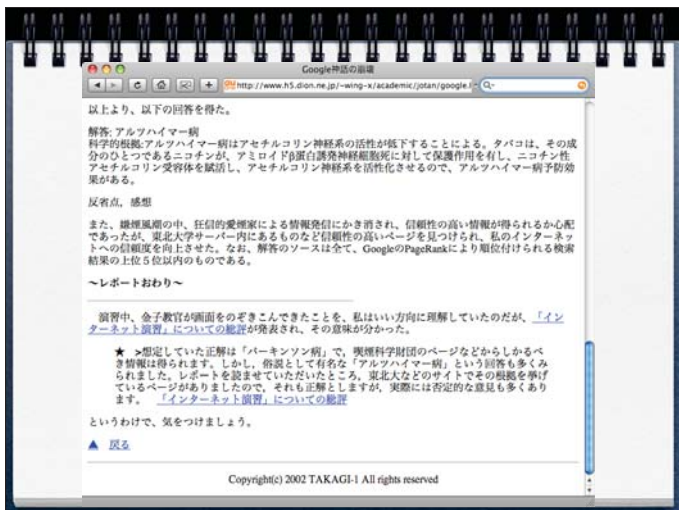 Google神話の崩壊
http://www.h5.dion.ne.jp/~wing-x/academic/jotan/google.
以上より、以下の回答を得た。
解答: アルツハイマー病
科学的根拠:アルツハイマー病はアセチルコリン神経系の活性が低下することによる。タバコは、その成
分のひとつであるニコチンが、アミロイドβ蛋白誘発神経細胞死に対して保護作用を有し、ニコチン性
アセチルコリン受容体を賦活し、アセチルコリン神経系を活性化させるので、アルツハイマー病予防効
果がある。
反省点，感想
また、嫌煙風潮の中、狂信的愛煙家による情報発信にかき消され、信頼性の高い情報が得られるか心配
であったが、東北大学サーバー内にあるものなど信頼性の高いページを見つけられ、私のインターネッ
トへの信頼度を向上させた。なお、解答のソースは全て、GoogleのPageRankにより順位付けられる検索
結果の上位５位以内のものである。
～レポートおわり～
演習中、金子教官が画面をのぞきこんできたことを、私はいい方向に理解していたのだが、「イン
ターネット演習」についての総評が発表され、その意味が分かった。
★ >想定していた正解は「パーキンソン病」で，喫煙科学財団のページなどからしかるべ
き情報は得られます。しかし、俗説として有名な「アルツハイマー病」という回答も多くみ
られました。レポートを読ませていただいたところ、東北大などのサイトでその根拠を挙げ
ているページがありましたので、それも正解としますが、実際には否定的な意見も多くあり
ます。 「インターネット演習」についての総評
というわけで、気をつけましょう。
▲ 戻る
Copyright(c) 2002 TAKAGI-1 All rights reserved